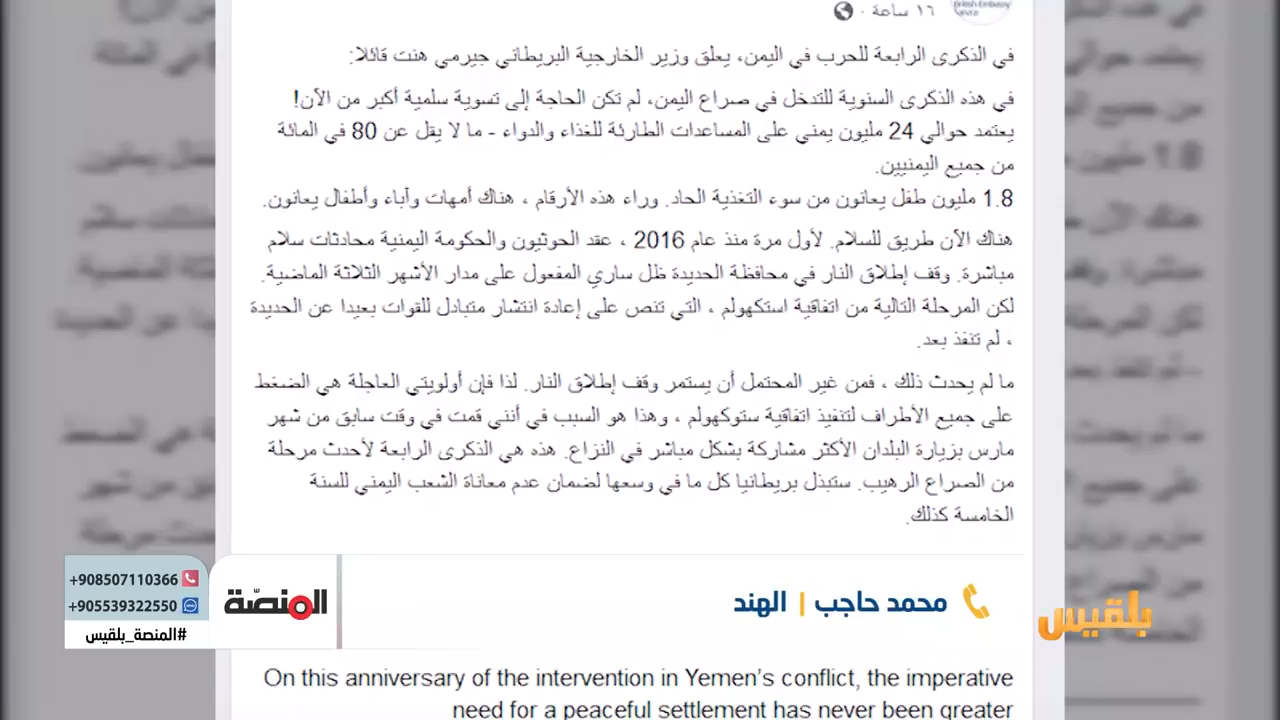 British Embassy
Sana'a
١٦ ساعة ·
في الذكرى الرابعة للحرب في اليمن، يعلق وزير الخارجية البريطاني جيرمي هنت قائلا:
في هذه الذكرى السنوية للتدخل في صراع اليمن، لم تكن الحاجة إلى تسوية سلمية أكبر من الآن!
يعتمد حوالي 24 مليون يمني على المساعدات الطارئة للغذاء والدواء - ما لا يقل عن 80 في المائة
من جميع اليمنيين.
1.8 مليون طفل يعانون من سوء التغذية الحاد. وراء هذه الأرقام ، هناك أمهات وآباء وأطفال يعانون.
هناك الآن طريق للسلام. لأول مرة منذ عام 2016 ، عقد الحوثيون والحكومة اليمنية محادثات سلام
مباشرة. وقف إطلاق النار في محافظة الحديدة ظل ساري المفعول على مدار الأشهر الثلاثة الماضية.
لكن المرحلة التالية من اتفاقية استكهولم ، التي تنص على إعادة انتشار متبادل للقوات بعيدا عن الحديدة
، لم تنفذ بعد.
ما لم يحدث ذلك ، فمن غير المحتمل أن يستمر وقف إطلاق النار. لذا فإن أولويتي العاجلة هي الضغط
على جميع الأطراف لتنفيذ اتفاقية ستوكهولم ، وهذا هو السبب في أنني قمت في وقت سابق من شهر
مارس بزيارة البلدان الأكثر مشاركة بشكل مباشر في النزاع. هذه هي الذكرى الرابعة لأحدث مرحلة
من الصراع الرهيب. ستبذل بريطانيا كل ما في وسعها لضمان عدم معاناة الشعب اليمني للسنة
الخامسة كذلك.
بلقيس
محمد حاجب | الهند
المنصّة
+908507110366
+905539322550
#المنصة_بلقيس
On this anniversary of the intervention in Yemen's conflict, the imperative
need for a peaceful settlement has never been greater